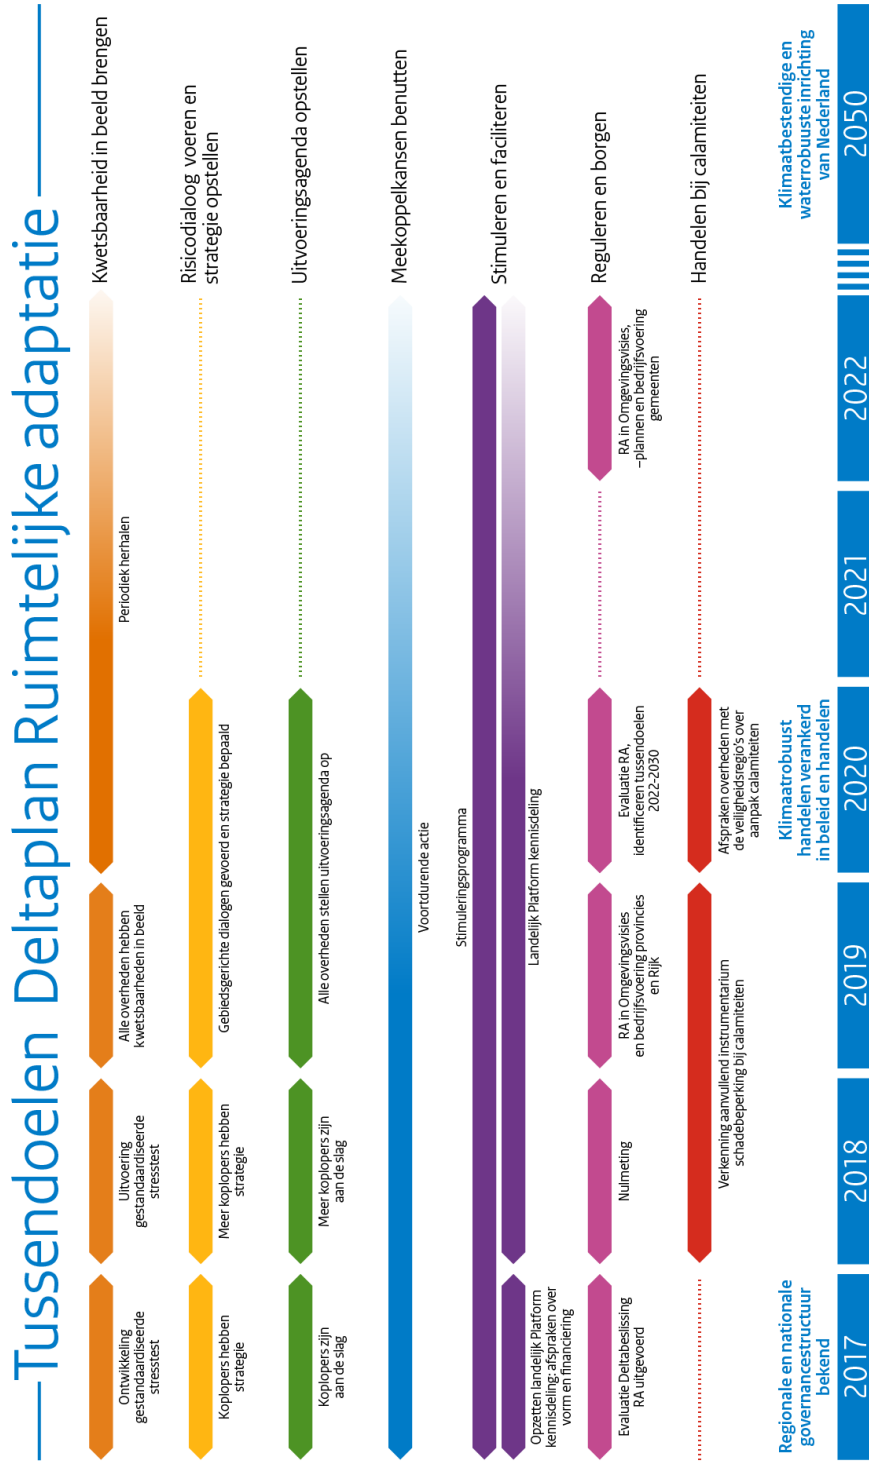 Tussendoelen Deltaplan Ruimtelijke adaptatie
Kwetsbaarheid in beeld brengen
Ontwikkeling
gestandaardiseerde
stresstest
Uitvoering
gestandaardiseerde
stresstest
Alle overheden hebben
kwetsbaarheden in beeld
Periodiek herhalen
Risicodialoog voeren en
strategie opstellen
Koplopers hebben
strategie
Meer koplopers hebben
strategie
Gebiedsgerichte dialogen gevoerd en strategie bepaald
Uitvoeringsagenda opstellen
Koplopers zijn
aan de slag
Meer koplopers zijn
aan de slag
Alle overheden stellen uitvoeringsagenda op
Meekoppelkansen benutten
Voortdurende actie
Stimuleren en faciliteren
Stimuleringsprogramma
Opzetten landelijk Platform
kennisdeling: afspraken over
vorm en financiering
Landelijk Platform kennisdeling
Reguleren en borgen
Evaluatie Deltabeslissing
RA uitgevoerd
Nulmeting
RA in Omgevingsvisies
en bedrijfsvoering provincies
en Rijk
Evaluatie RA,
identificeren tussendoelen
2022-2030
RA in Omgevingsvisies,
–plannen en bedrijfsvoering
gemeenten
Handelen bij calamiteiten
Verkenning aanvullend instrumentarium
schadebeperking bij calamiteiten
Afspraken overheden met
de veiligheidsregio's over
aanpak calamiteiten
Regionale en nationale
governancestructuur
bekend
Klimaatrobuust
handelen verankerd
in beleid en handelen
Klimaatbestendige en
waterrobuuste inrichting
van Nederland
2017
2018
2019
2020
2021
2022
2050